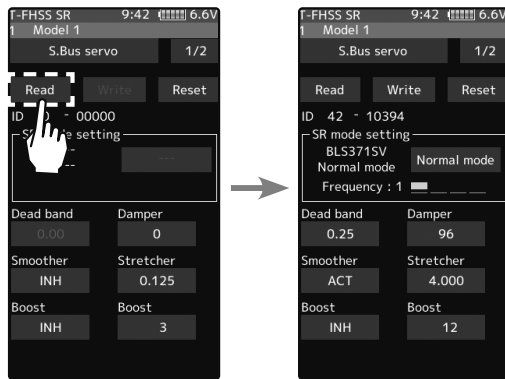 T-FHSS SR 9:42 6.6V
1 Model 1
S.Bus servo 1/2
Read Write Reset
ID 0 - 00000
SR mode setting
--
--
---
Dead band Damper
0.00 0
Smoother Stretcher
INH 0.125
Boost Boost
INH 3
T-FHSS SR 9:42 6.6V
1 Model 1
S.Bus servo 1/2
Read Write Reset
ID 42 - 10394
SR mode setting
BLS371SV
Normal mode
Normal mode
Frequency : 1
Dead band Damper
0.25 96
Smoother Stretcher
ACT 4.000
Boost Boost
INH 12